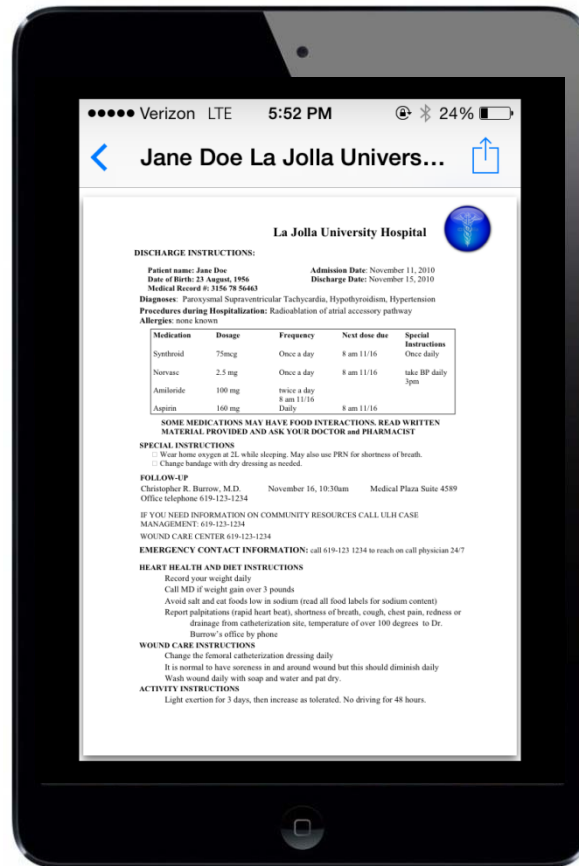 Verizon LTE 5:52 PM 24%
Jane Doe La Jolla Univers...
La Jolla University Hospital
DISCHARGE INSTRUCTIONS:
Patient name: Jane Doe Admission Date: November 11, 2010
Date of Birth: 23 August, 1956 Discharge Date: November 15, 2010
Medical Record #: 3156 78 56463
Diagnoses: Paroxysmal Supraventricular Tachycardia, Hypothyroidism, Hypertension
Procedures during Hospitalization: Radioablation of atrial accessory pathway
Allergies: none known
Medication Dosage Frequency Next dose due Special
Instructions
Synthroid 75mcg Once a day 8 am 11/16 Once daily
Norvasc 2.5 mg Once a day 8 am 11/16 take BP daily
3pm
Amiloride 100 mg twice a day
8 am 11/16
Aspirin 160 mg Daily 8 am 11/16
SOME MEDICATIONS MAY HAVE FOOD INTERACTIONS. READ WRITTEN
MATERIAL PROVIDED AND ASK YOUR DOCTOR and PHARMACIST
SPECIAL INSTRUCTIONS
□ Wear home oxygen at 2L while sleeping. May also use PRN for shortness of breath.
□ Change bandage with dry dressing as needed.
FOLLOW-UP
Christopher R. Burrow, M.D. November 16, 10:30am Medical Plaza Suite 4589
Office telephone 619-123-1234
IF YOU NEED INFORMATION ON COMMUNITY RESOURCES CALL ULH CASE
MANAGEMENT: 619-123-1234
WOUND CARE CENTER 619-123-1234
EMERGENCY CONTACT INFORMATION: call 619-123 1234 to reach on call physician 24/7
HEART HEALTH AND DIET INSTRUCTIONS
Record your weight daily
Call MD if weight gain over 3 pounds
Avoid salt and eat foods low in sodium (read all food labels for sodium content)
Report palpitations (rapid heart beat), shortness of breath, cough, chest pain, redness or
drainage from catheterization site, temperature of over 100 degrees to Dr.
Burrow's office by phone
WOUND CARE INSTRUCTIONS
Change the femoral catheterization dressing daily
It is normal to have soreness in and around wound but this should diminish daily
Wash wound daily with soap and water and pat dry.
ACTIVITY INSTRUCTIONS
Light exertion for 3 days, then increase as tolerated. No driving for 48 hours.